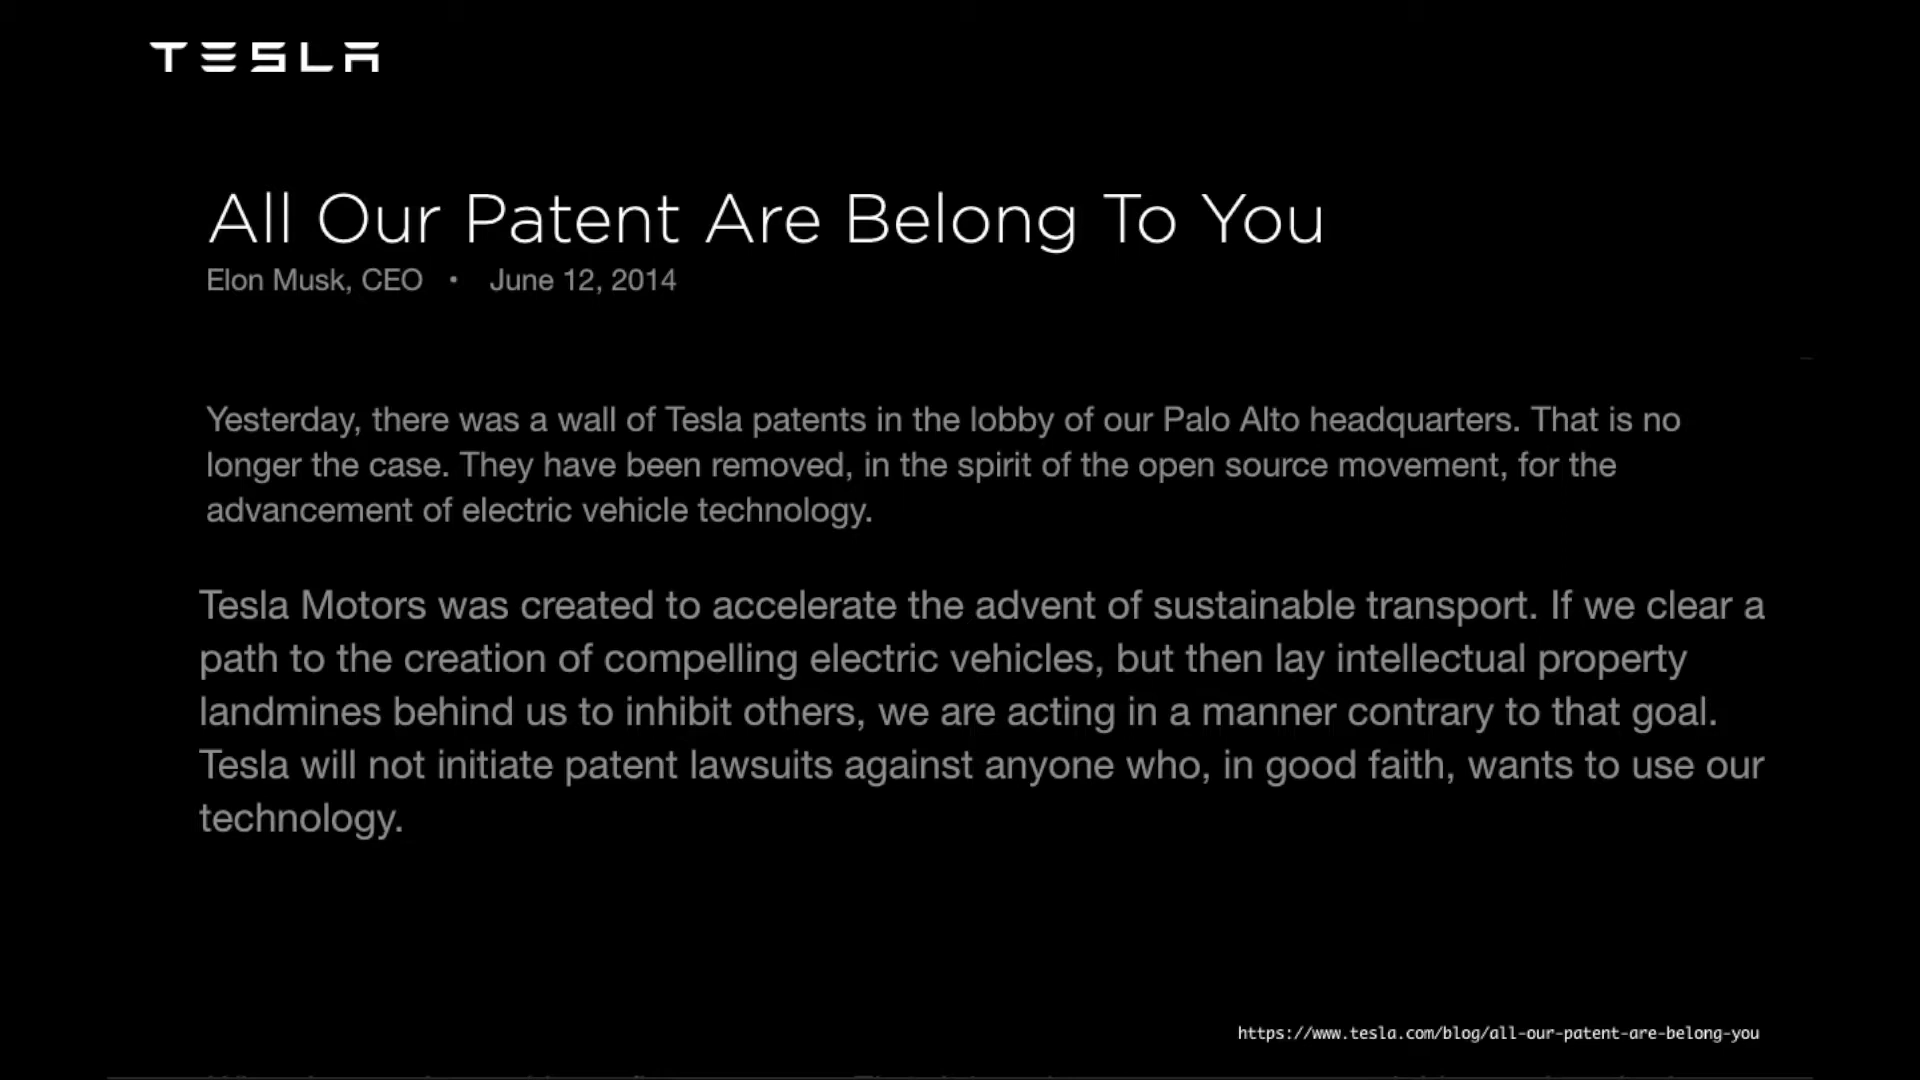 TESLA
All Our Patent Are Belong To You
Elon Musk, CEO • June 12, 2014
Yesterday, there was a wall of Tesla patents in the lobby of our Palo Alto headquarters. That is no
longer the case. They have been removed, in the spirit of the open source movement, for the
advancement of electric vehicle technology.
Tesla Motors was created to accelerate the advent of sustainable transport. If we clear a
path to the creation of compelling electric vehicles, but then lay intellectual property
landmines behind us to inhibit others, we are acting in a manner contrary to that goal.
Tesla will not initiate patent lawsuits against anyone who, in good faith, wants to use our
technology.
https://www.tesla.com/blog/all-our-patent-are-belong-you